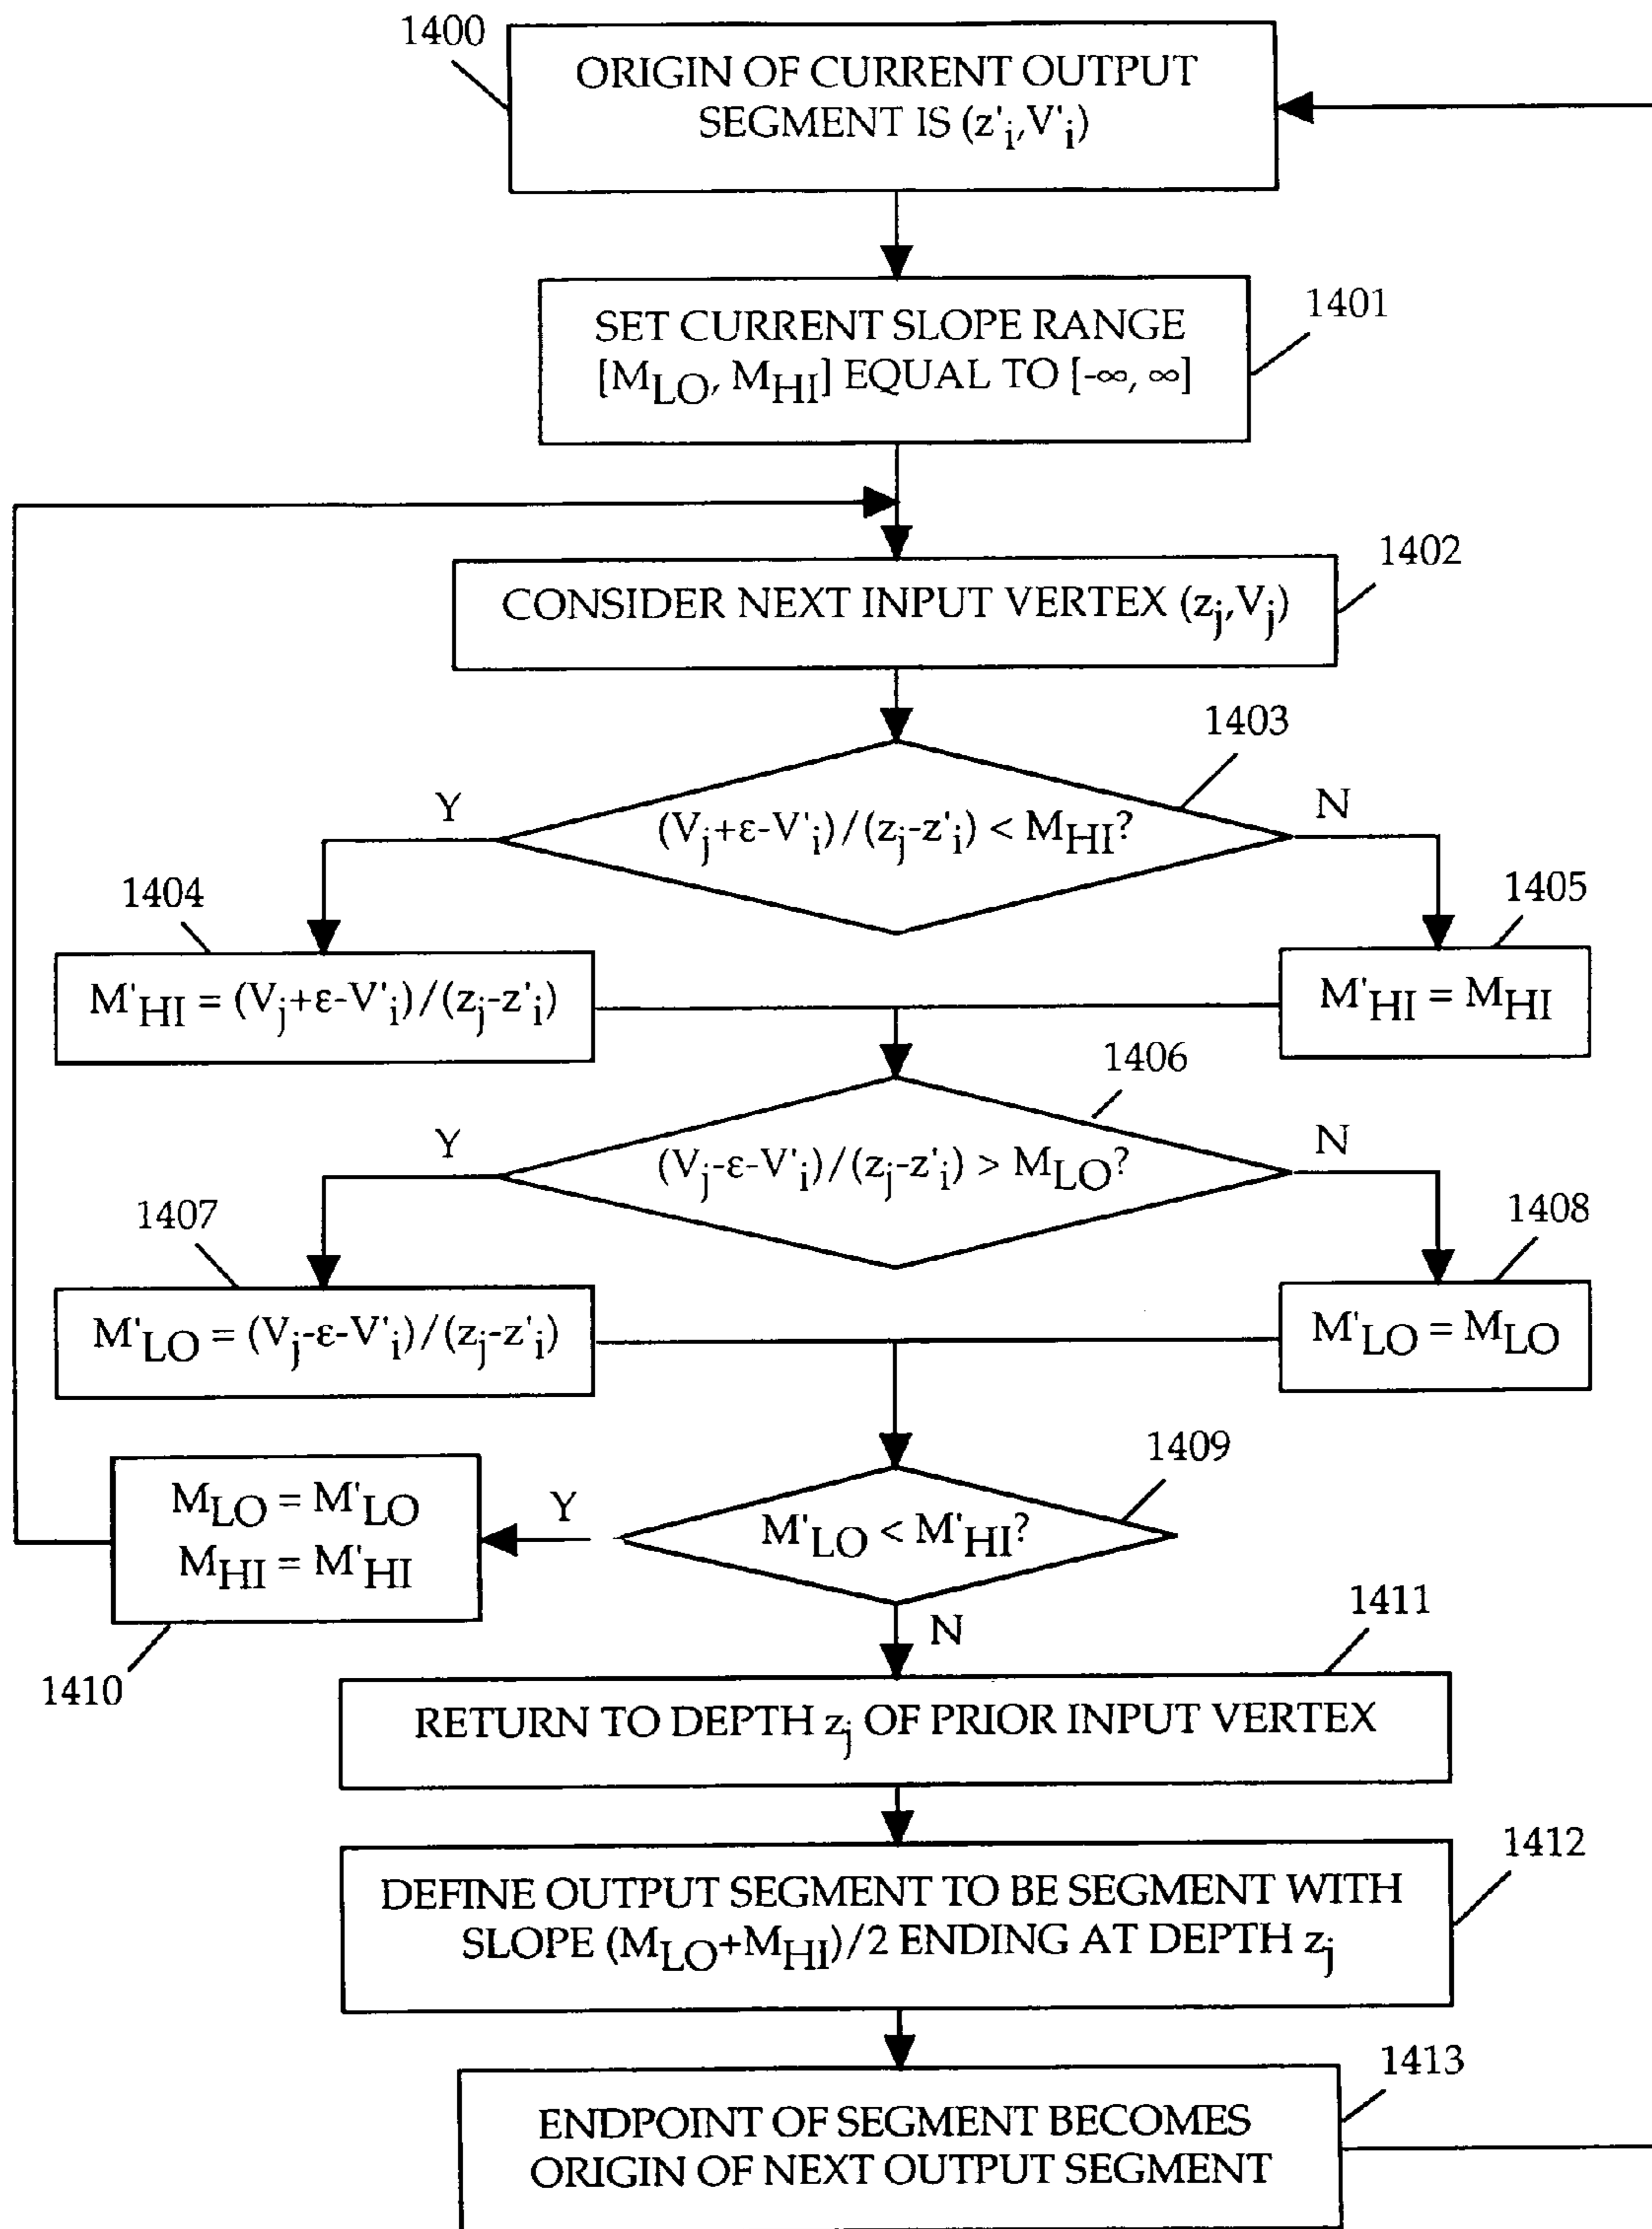 1400
ORIGIN OF CURRENT OUTPUT
SEGMENT IS (z'i,V'i)
1401
SET CURRENT SLOPE RANGE
[MLO, MHI] EQUAL TO [-∞, ∞]
1402
CONSIDER NEXT INPUT VERTEX (zj,Vj)
1403
Y
(Vj+ε-V'i)/(zj-z'i) < MHI?
N
1404
1405
M'HI = (Vj+ε-V'i)/(zj-z'i)
M'HI = MHI
1406
Y
(Vj-ε-V'i)/(zj-z'i) > MLO?
N
1407
1408
M'LO = (Vj-ε-V'i)/(zj-z'i)
M'LO = MLO
1409
MLO = M'LO
MHI = M'HI
Y
M'LO < M'HI?
1410
N
1411
RETURN TO DEPTH zj OF PRIOR INPUT VERTEX
1412
DEFINE OUTPUT SEGMENT TO BE SEGMENT WITH
SLOPE (MLO+MHI)/2 ENDING AT DEPTH zj
1413
ENDPOINT OF SEGMENT BECOMES
ORIGIN OF NEXT OUTPUT SEGMENT